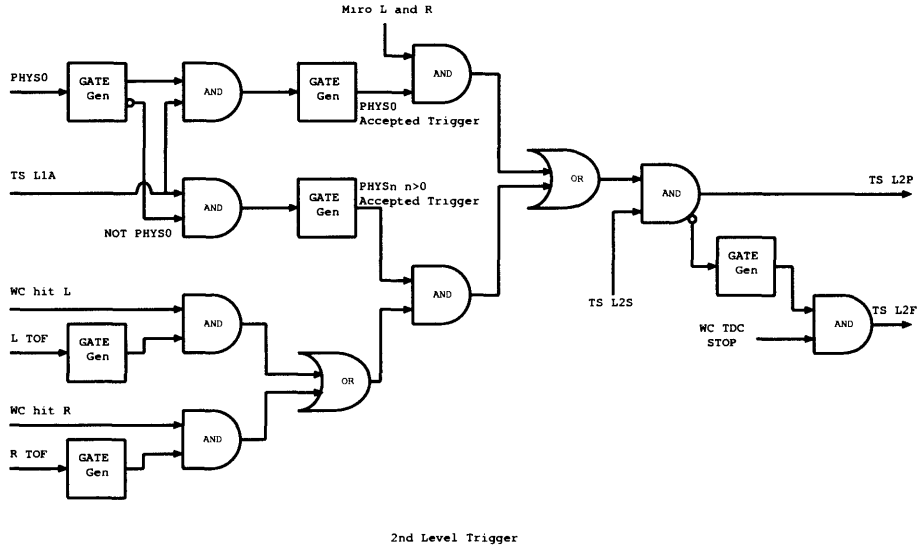 Miro L and R
PHYS0
GATE
Gen
AND
GATE
Gen
AND
PHYS0
Accepted Trigger
TS L1A
AND
GATE
Gen
PHYSn n>0
Accepted Trigger
NOT PHYS0
OR
AND
TS L2P
TS L2S
GATE
Gen
WC hit L
AND
AND
L TOF
GATE
Gen
OR
WC TDC
STOP
AND
TS L2F
WC hit R
AND
R TOF
GATE
Gen
2nd Level Trigger